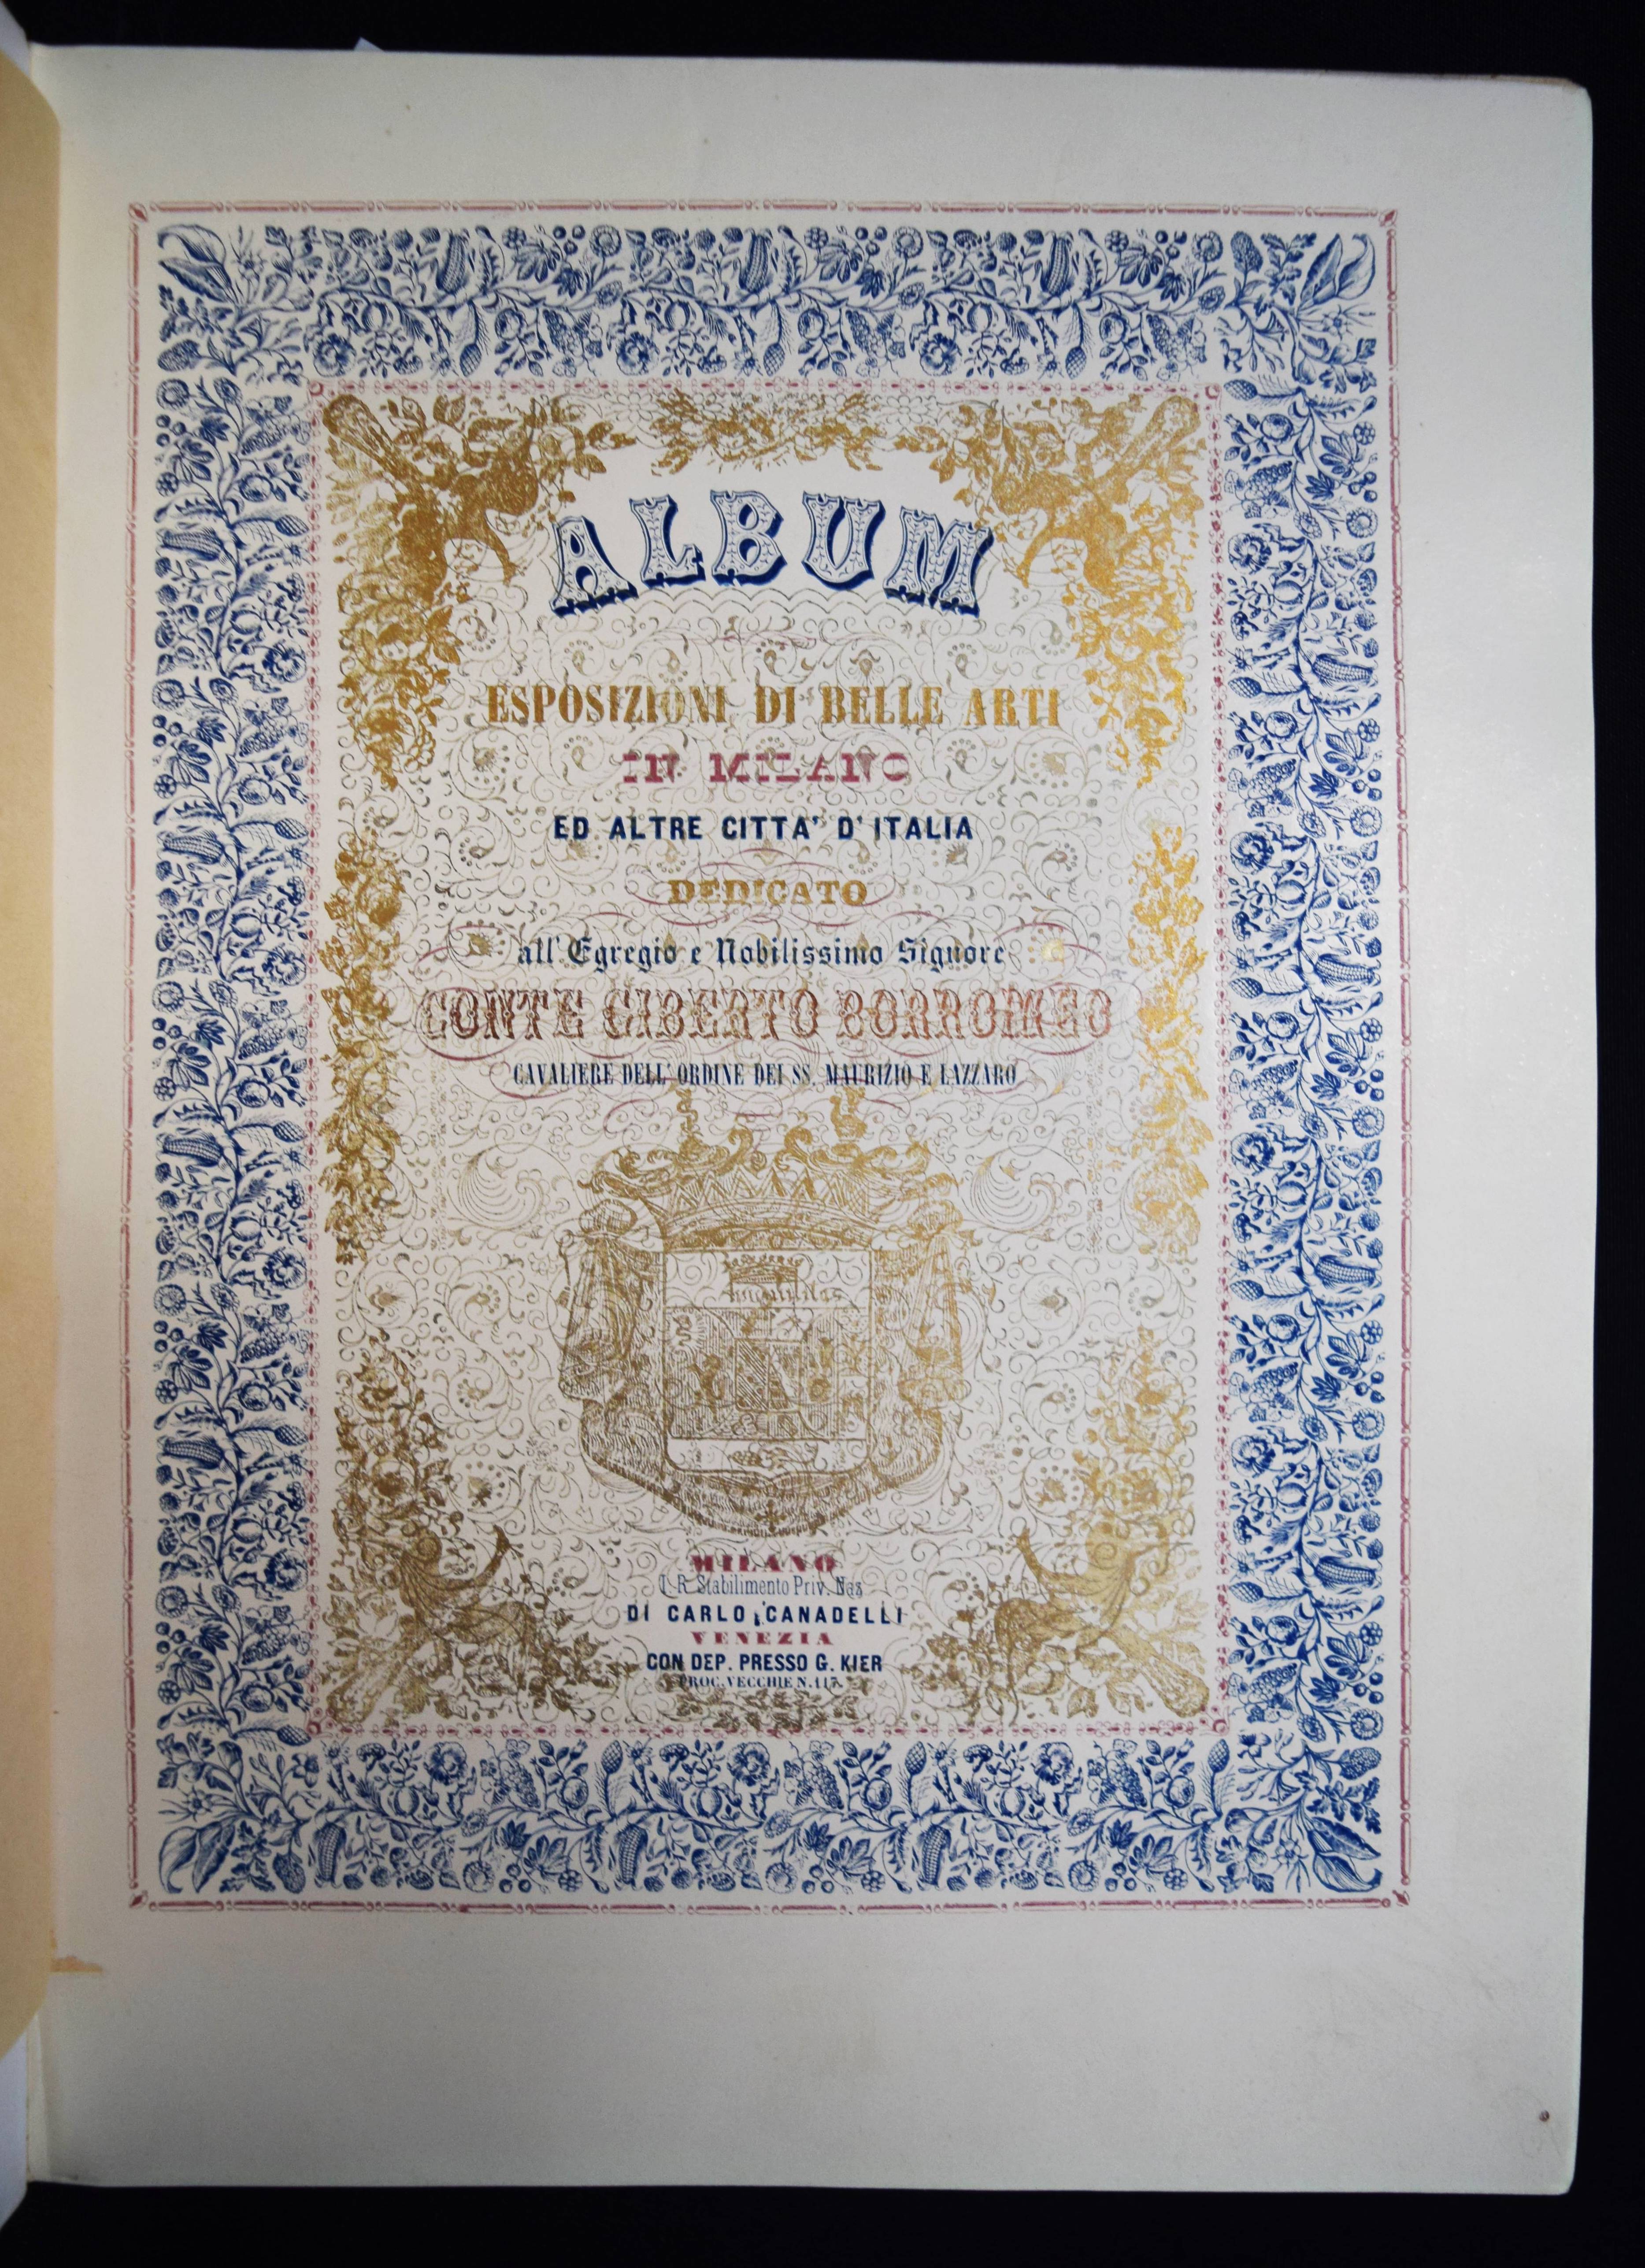 ALBUM
ESPOSIZIONI DI BELLE ARTI
IN MILANO
ED ALTRE CITTA' D'ITALIA
DEDICATO
all' Egregio e Nobilissimo Signore
CONTE GIBERTO BORROMEO
CAVALIERE DELL' ORDINE DEI SS. MAURIZIO E LAZZARO
MILANO
I. R. Stabilimento Priv. Naz
DI CARLO CANADELLI
VENEZIA
CON DEP. PRESSO G. KIER
PROC. VECCHIE N. 117